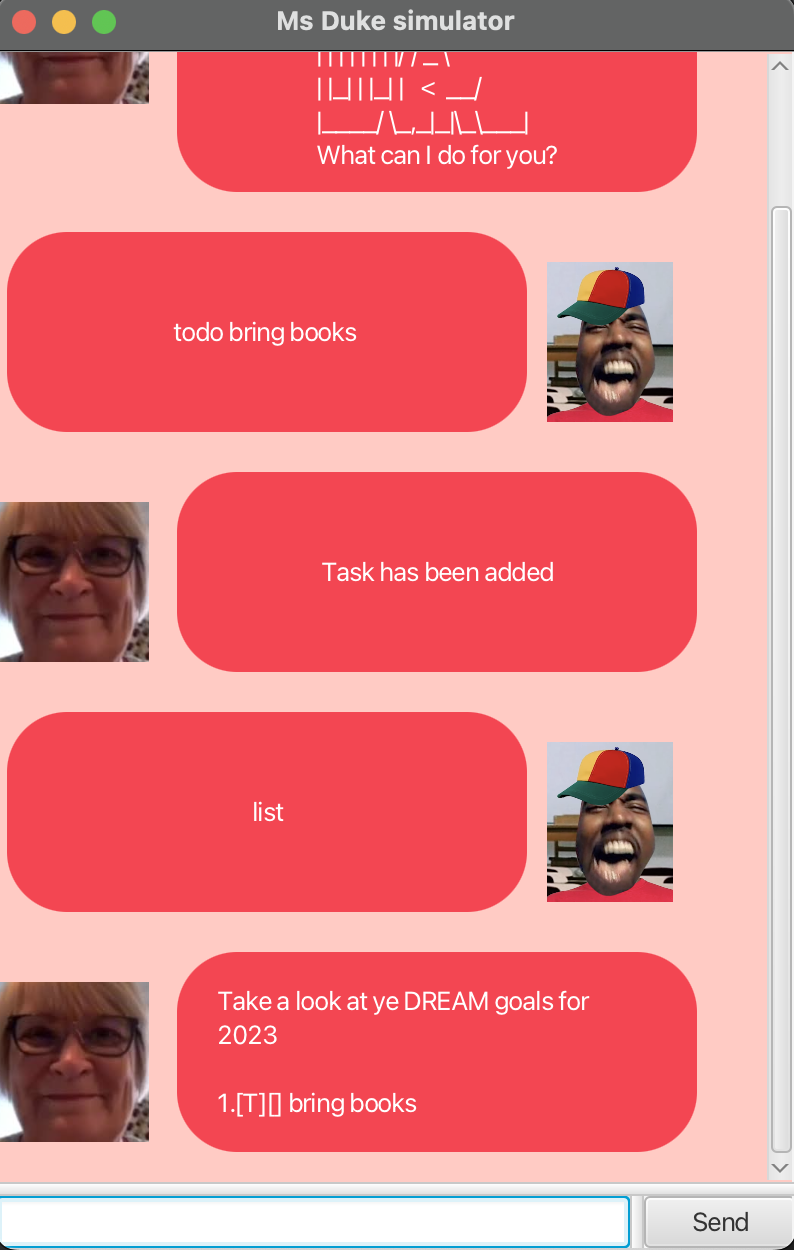 Ms Duke simulator
| | | | | | | |/ / _ \
| |_| | |_| |   <  __/
|____/ \__,_|_|\_\___|
What can I do for you?
todo bring books
Task has been added
list
Take a look at ye DREAM goals for
2023
1.[T][] bring books
Send